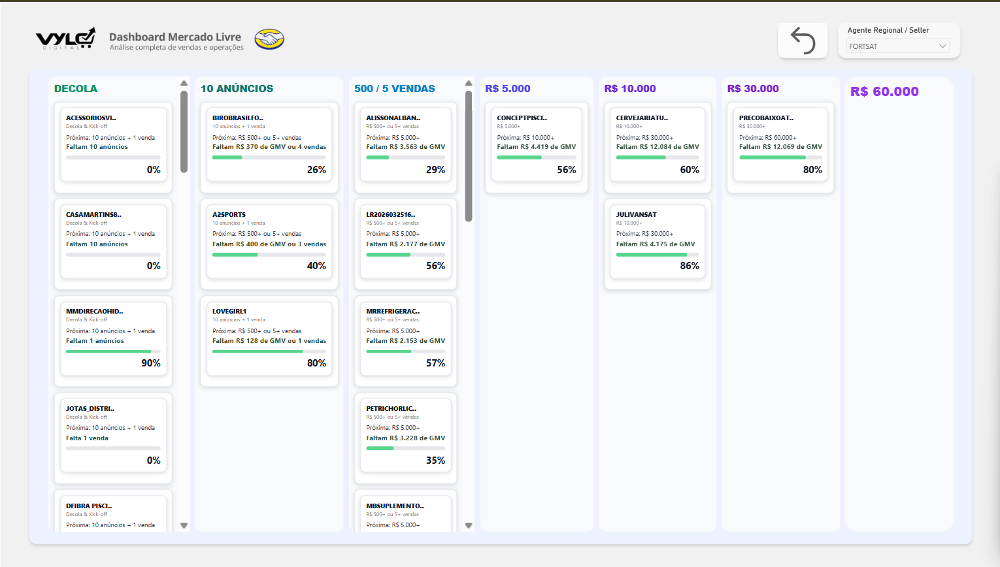 VYLO
DIGITAL
Dashboard Mercado Livre
Análise completa de vendas e operações
Agente Regional / Seller
FORTSAT
DECOLA
ACESSORIOSVI..
Decola & Kick-off
Próxima: 10 anúncios + 1 venda
Faltam 10 anúncios
0%
CASAMARTINS8..
Decola & Kick-off
Próxima: 10 anúncios + 1 venda
Faltam 10 anúncios
0%
MMDIRECAOHID..
Decola & Kick-off
Próxima: 10 anúncios + 1 venda
Faltam 1 anúncios
90%
JOTAS_DISTRI..
Decola & Kick-off
Próxima: 10 anúncios + 1 venda
Falta 1 venda
0%
DFIBRA PISCI..
Decola & Kick-off
Próxima: 10 anúncios + 1 venda
10 ANÚNCIOS
BIROBRASILFO..
10 anúncios + 1 venda
Próxima: R$ 500+ ou 5+ vendas
Faltam R$ 370 de GMV ou 4 vendas
26%
A2SPORTS
10 anúncios + 1 venda
Próxima: R$ 500+ ou 5+ vendas
Faltam R$ 400 de GMV ou 3 vendas
40%
LOVEGIRL1
10 anúncios + 1 venda
Próxima: R$ 500+ ou 5+ vendas
Faltam R$ 128 de GMV ou 1 vendas
80%
500 / 5 VENDAS
ALISSONALBAN..
R$ 500+ ou 5+ vendas
Próxima: R$ 5.000+
Faltam R$ 3.563 de GMV
29%
LR2026032516..
R$ 500+ ou 5+ vendas
Próxima: R$ 5.000+
Faltam R$ 2.177 de GMV
56%
MRREFRIGERAC..
R$ 500+ ou 5+ vendas
Próxima: R$ 5.000+
Faltam R$ 2.153 de GMV
57%
PETRICHORLIC..
R$ 500+ ou 5+ vendas
Próxima: R$ 5.000+
Faltam R$ 3.228 de GMV
35%
MBSUPLEMENTO..
R$ 500+ ou 5+ vendas
Próxima: R$ 5.000+
R$ 5.000
CONCEPTPISCI..
R$ 5.000+
Próxima: R$ 10.000+
Faltam R$ 4.419 de GMV
56%
R$ 10.000
CERVEJARIATU..
R$ 10.000+
Próxima: R$ 30.000+
Faltam R$ 12.084 de GMV
60%
JULIVANSAT
R$ 10.000+
Próxima: R$ 30.000+
Faltam R$ 4.175 de GMV
86%
R$ 30.000
PRECOBAIXOAT..
R$ 30.000+
Próxima: R$ 60.000+
Faltam R$ 12.069 de GMV
80%
R$ 60.000